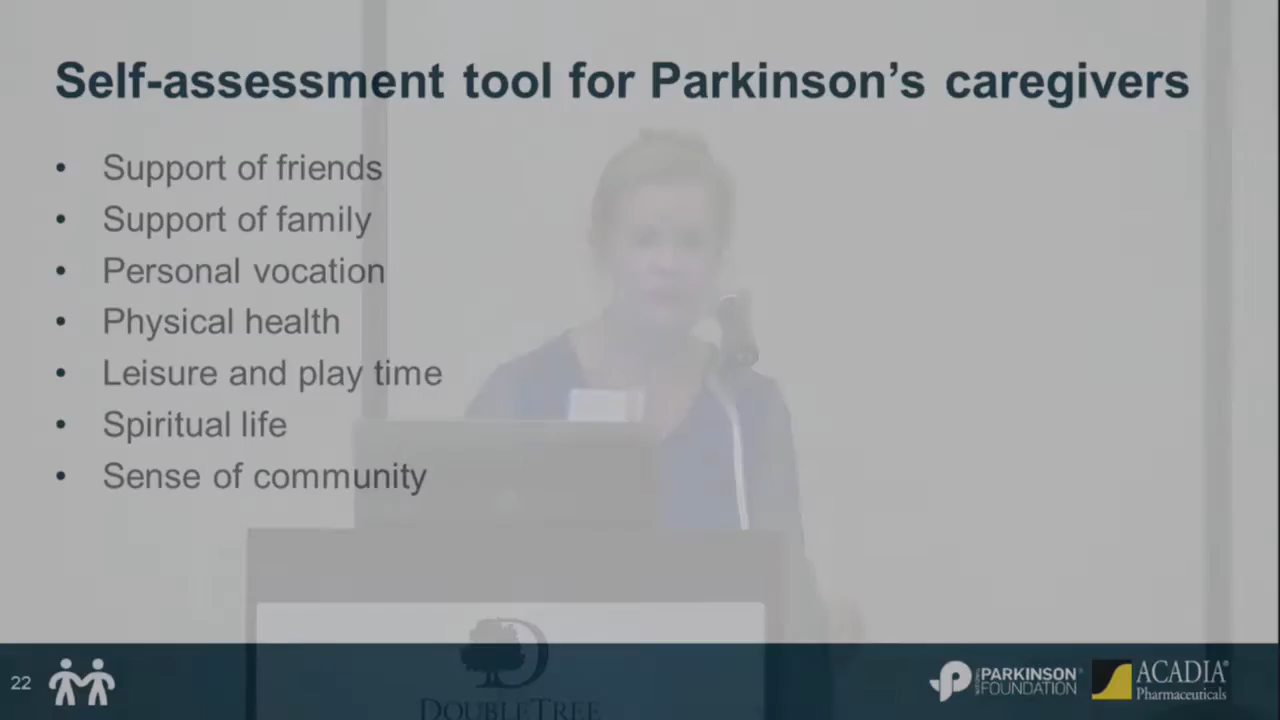 Self-assessment tool for Parkinson’s caregivers
• Support of friends
• Support of family
• Personal vocation
• Physical health
• Leisure and play time
• Spiritual life
• Sense of community
22
PARKINSON
FOUNDATION
ACADIA®
Pharmaceuticals
DOUBLETREE